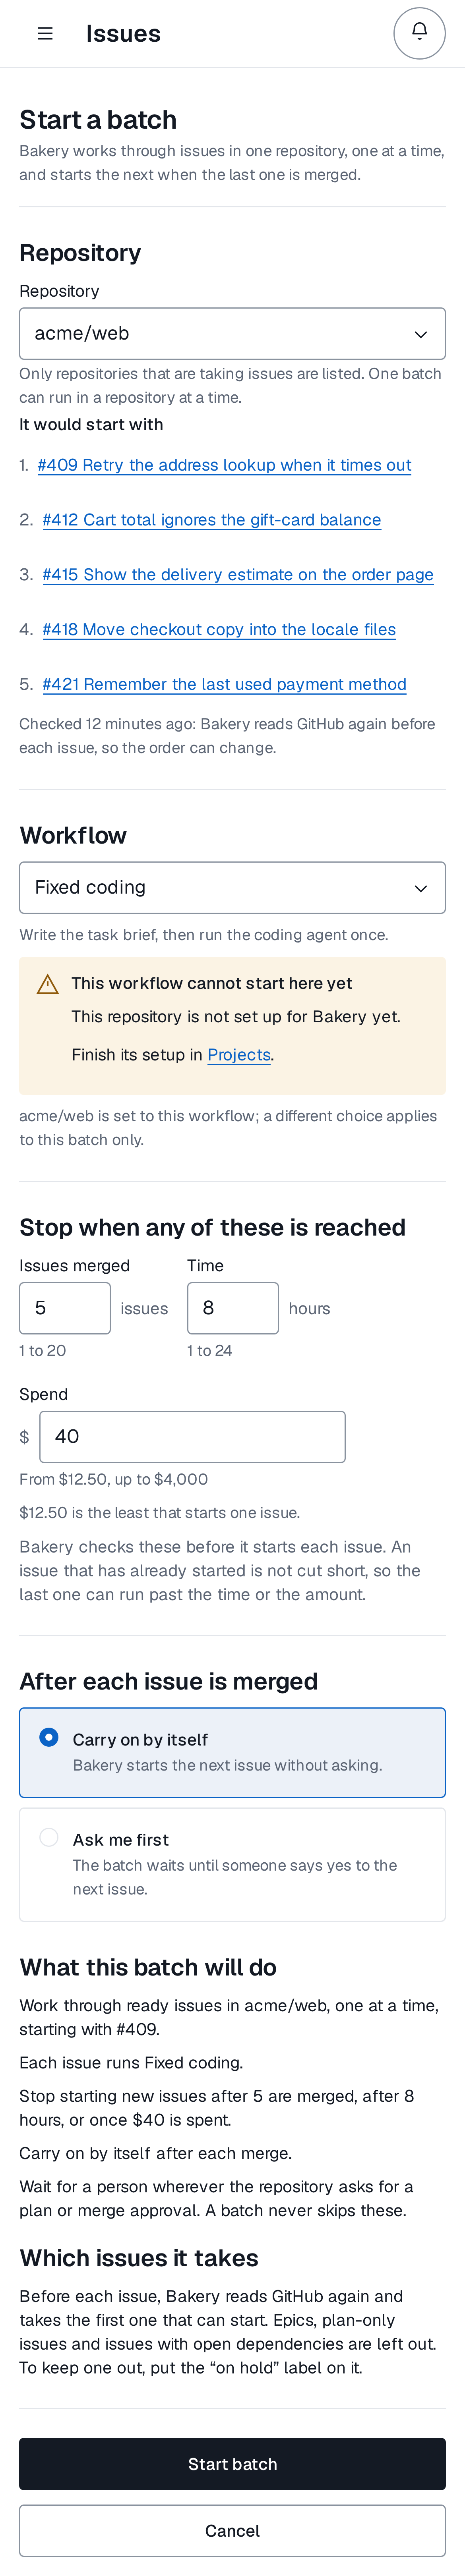 Issues
Start a batch
Bakery works through issues in one repository, one at a time,
and starts the next when the last one is merged.
Repository
Repository
acme/web
Only repositories that are taking issues are listed. One batch
can run in a repository at a time.
It would start with
1. #409 Retry the address lookup when it times out
2. #412 Cart total ignores the gift-card balance
3. #415 Show the delivery estimate on the order page
4. #418 Move checkout copy into the locale files
5. #421 Remember the last used payment method
Checked 12 minutes ago: Bakery reads GitHub again before
each issue, so the order can change.
Workflow
Fixed coding
Write the task brief, then run the coding agent once.
This workflow cannot start here yet
This repository is not set up for Bakery yet.
Finish its setup in Projects.
acme/web is set to this workflow; a different choice applies
to this batch only.
Stop when any of these is reached
Issues merged Time
5 issues 8 hours
1 to 20 1 to 24
Spend
$ 40
From $12.50, up to $4,000
$12.50 is the least that starts one issue.
Bakery checks these before it starts each issue. An
issue that has already started is not cut short, so the
last one can run past the time or the amount.
After each issue is merged
Carry on by itself
Bakery starts the next issue without asking.
Ask me first
The batch waits until someone says yes to the
next issue.
What this batch will do
Work through ready issues in acme/web, one at a time,
starting with #409.
Each issue runs Fixed coding.
Stop starting new issues after 5 are merged, after 8
hours, or once $40 is spent.
Carry on by itself after each merge.
Wait for a person wherever the repository asks for a
plan or merge approval. A batch never skips these.
Which issues it takes
Before each issue, Bakery reads GitHub again and
takes the first one that can start. Epics, plan-only
issues and issues with open dependencies are left out.
To keep one out, put the “on hold” label on it.
Start batch
Cancel